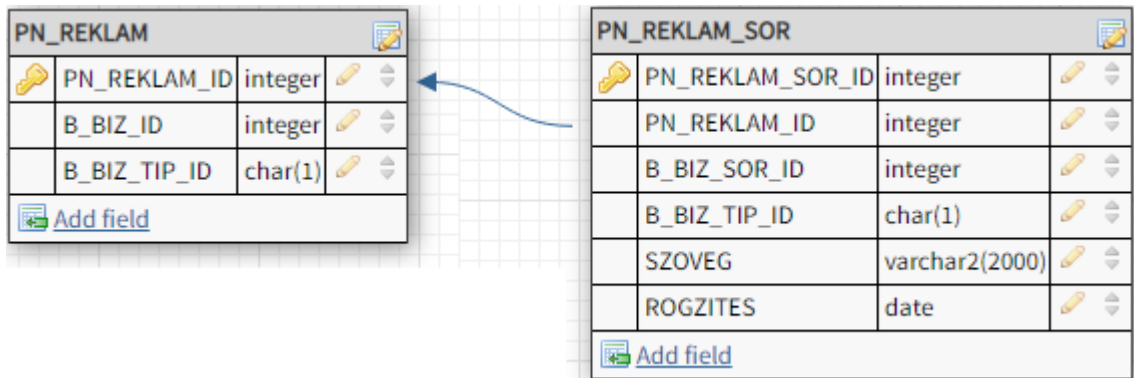 PN_REKLAM
PN_REKLAM_ID integer
B_BIZ_ID integer
B_BIZ_TIP_ID char(1)
Add field
PN_REKLAM_SOR
PN_REKLAM_SOR_ID integer
PN_REKLAM_ID integer
B_BIZ_SOR_ID integer
B_BIZ_TIP_ID char(1)
SZOVEG varchar2(2000)
ROGZITES date
Add field